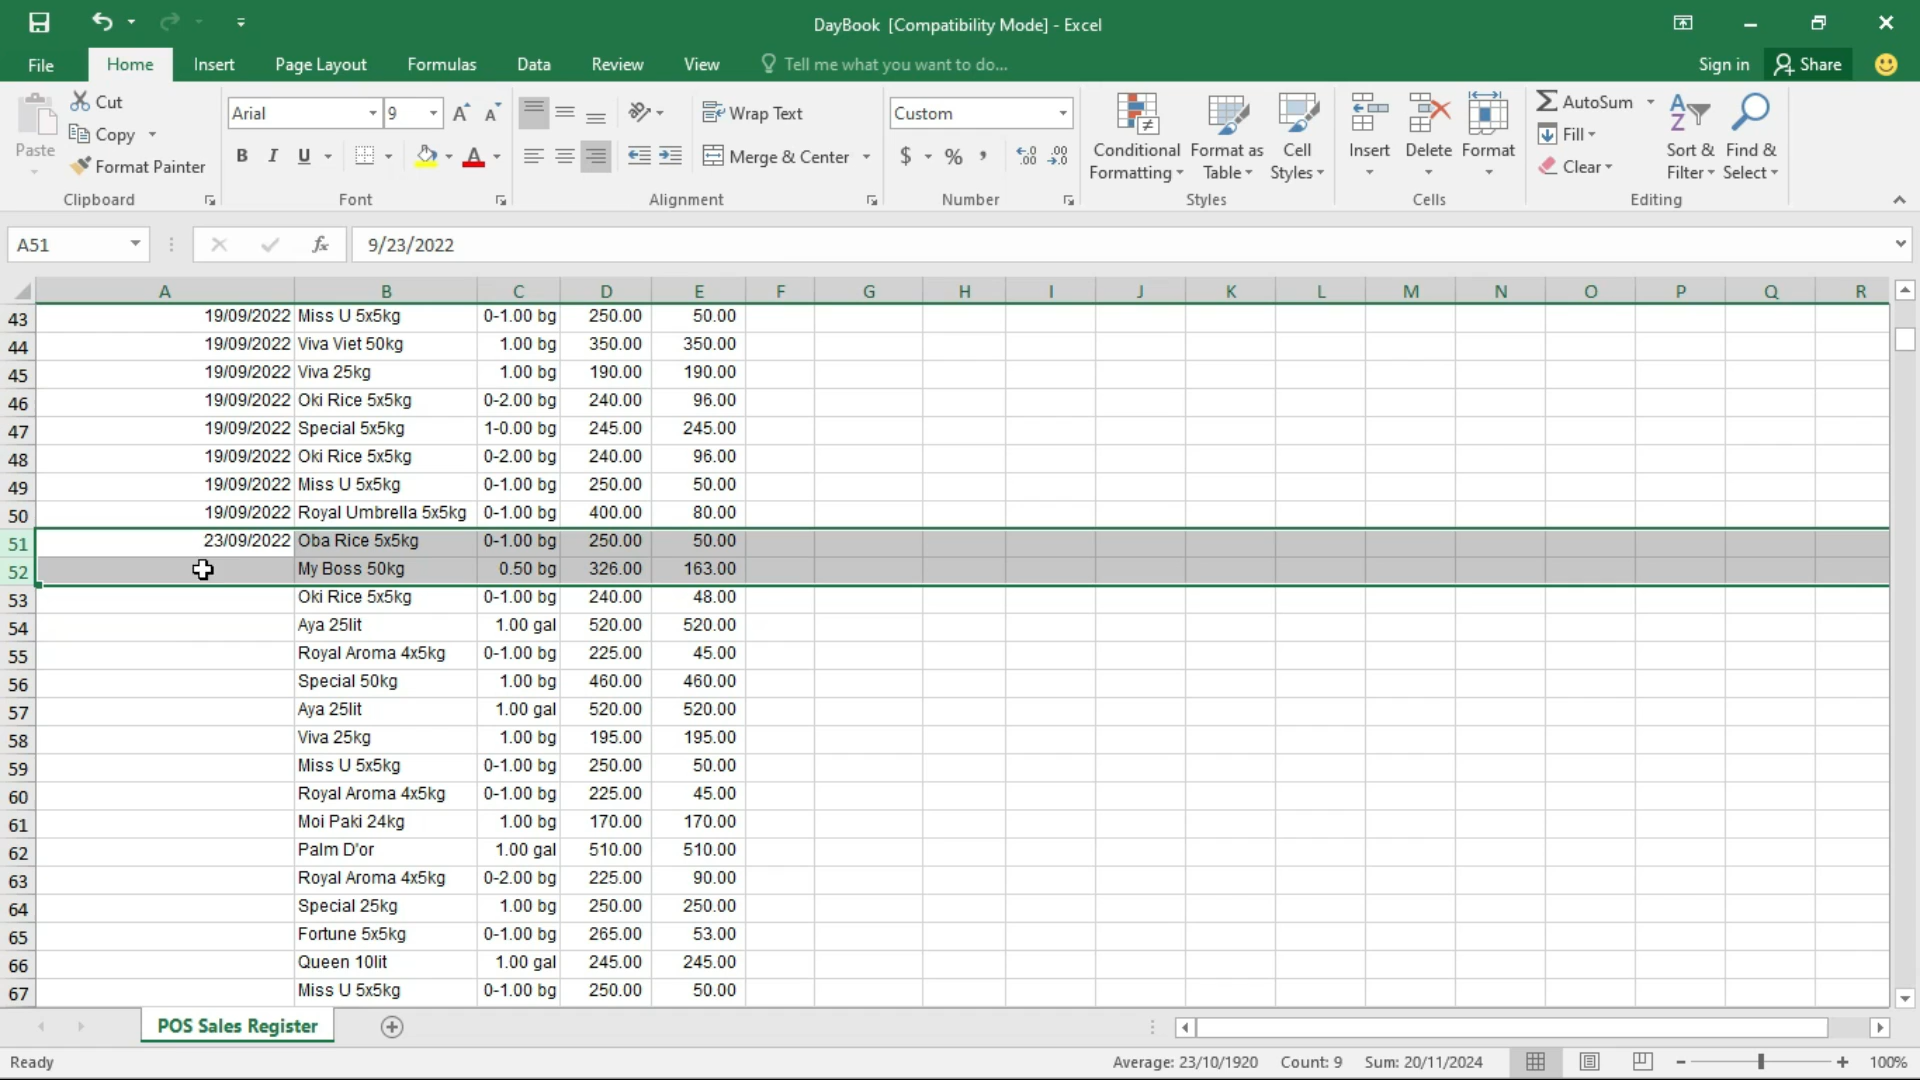 DayBook [Compatibility Mode] - Excel
File Home Insert Page Layout Formulas Data Review View Tell me what you want to do... Sign in Share
Paste
Cut
Copy
Format Painter
Clipboard
Arial 9
B I U
Font
Wrap Text
Merge & Center
Alignment
Custom
$ % ,
Number
Conditional Formatting
Format as Table
Cell Styles
Styles
Insert Delete Format
Cells
AutoSum
Fill
Clear
Sort & Filter
Find & Select
Editing
A51 fx 9/23/2022
A B C D E F G H I J K L M N O P Q R
43 19/09/2022 Miss U 5x5kg 0-1.00 bg 250.00 50.00
44 19/09/2022 Viva Viet 50kg 1.00 bg 350.00 350.00
45 19/09/2022 Viva 25kg 1.00 bg 190.00 190.00
46 19/09/2022 Oki Rice 5x5kg 0-2.00 bg 240.00 96.00
47 19/09/2022 Special 5x5kg 1-0.00 bg 245.00 245.00
48 19/09/2022 Oki Rice 5x5kg 0-2.00 bg 240.00 96.00
49 19/09/2022 Miss U 5x5kg 0-1.00 bg 250.00 50.00
50 19/09/2022 Royal Umbrella 5x5kg 0-1.00 bg 400.00 80.00
51 23/09/2022 Oba Rice 5x5kg 0-1.00 bg 250.00 50.00
52 My Boss 50kg 0.50 bg 326.00 163.00
53 Oki Rice 5x5kg 0-1.00 bg 240.00 48.00
54 Aya 25lit 1.00 gal 520.00 520.00
55 Royal Aroma 4x5kg 0-1.00 bg 225.00 45.00
56 Special 50kg 1.00 bg 460.00 460.00
57 Aya 25lit 1.00 gal 520.00 520.00
58 Viva 25kg 1.00 bg 195.00 195.00
59 Miss U 5x5kg 0-1.00 bg 250.00 50.00
60 Royal Aroma 4x5kg 0-1.00 bg 225.00 45.00
61 Moi Paki 24kg 1.00 bg 170.00 170.00
62 Palm D'or 1.00 gal 510.00 510.00
63 Royal Aroma 4x5kg 0-2.00 bg 225.00 90.00
64 Special 25kg 1.00 bg 250.00 250.00
65 Fortune 5x5kg 0-1.00 bg 265.00 53.00
66 Queen 10lit 1.00 gal 245.00 245.00
67 Miss U 5x5kg 0-1.00 bg 250.00 50.00
POS Sales Register
Ready Average: 23/10/1920 Count: 9 Sum: 20/11/2024 100%